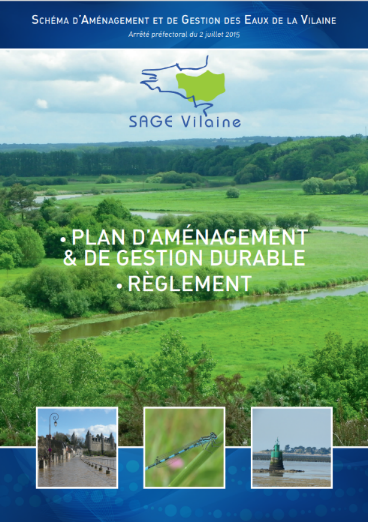 SCHÉMA D'AMÉNAGEMENT ET DE GESTION DES EAUX DE LA VILAINE
Arrêté préfectoral du 2 juillet 2015
SAGE Vilaine
• PLAN D'AMÉNAGEMENT
& DE GESTION DURABLE
• RÈGLEMENT